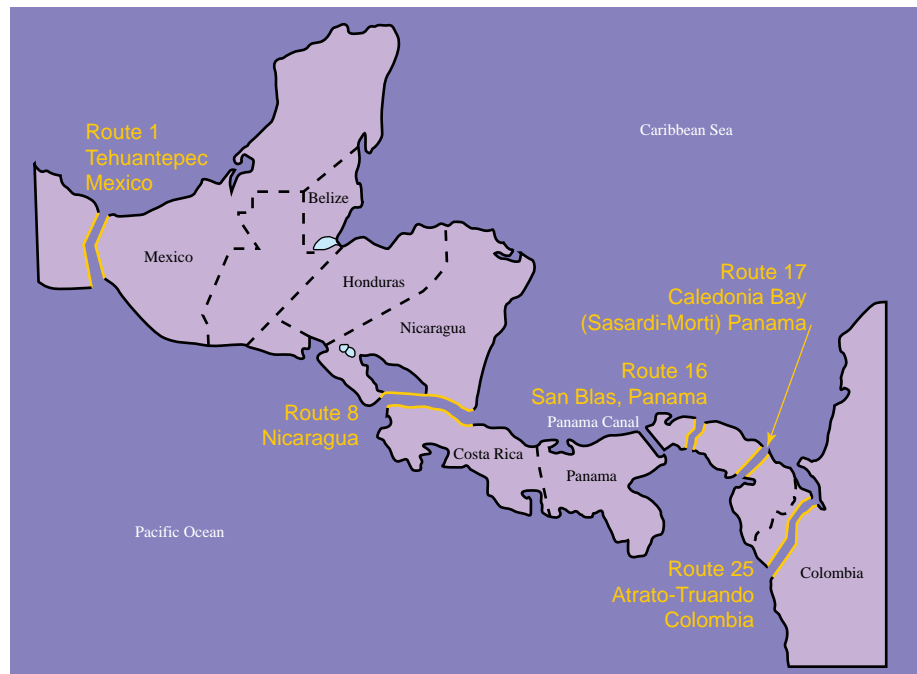 Caribbean Sea
Route 1
Tehuantepec
Mexico
Belize
Mexico
Honduras
Nicaragua
Route 17
Caledonia Bay
(Sasardi-Morti) Panama
Route 16
San Blas, Panama
Panama Canal
Route 8
Nicaragua
Costa Rica
Panama
Pacific Ocean
Route 25
Atrato-Truando
Colombia
Colombia